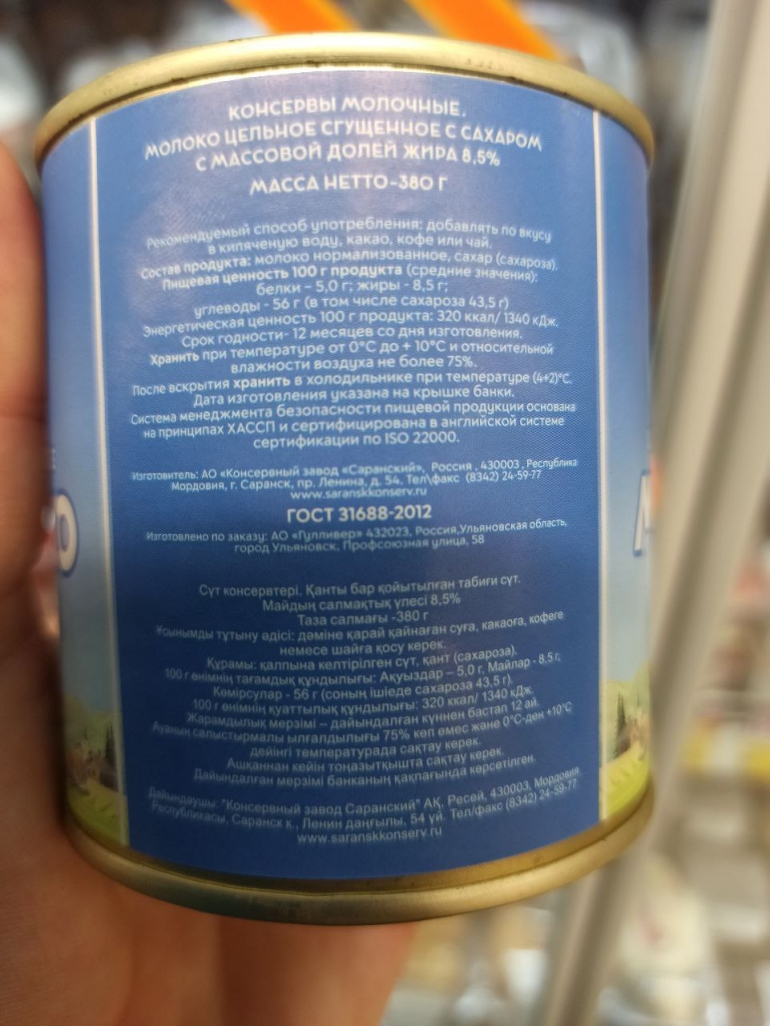 КОНСЕРВЫ МОЛОЧНЫЕ.
МОЛОКО ЦЕЛЬНОЕ СГУЩЕННОЕ С САХАРОМ
С МАССОВОЙ ДОЛЕЙ ЖИРА 8,5%
МАССА НЕТТО-380 Г
Рекомендуемый способ употребления: добавлять по вкусу
в кипяченую воду, какао, кофе или чай.
Состав продукта: молоко нормализованное, сахар (сахароза).
Пищевая ценность 100 г продукта (средние значения):
белки - 5,0 г; жиры - 8,5 г;
углеводы - 56 г (в том числе сахароза 43,5 г)
Энергетическая ценность 100 г продукта: 320 ккал/ 1340 кДж.
Срок годности- 12 месяцев со дня изготовления.
Хранить при температуре от 0°С до + 10°С и относительной
влажности воздуха не более 75%.
После вскрытия хранить в холодильнике при температуре (4+2)°С.
Дата изготовления указана на крышке банки.
Система менеджмента безопасности пищевой продукции основана
на принципах ХАССП и сертифицирована в английской системе
сертификации по ISO 22000.
Изготовитель: АО «Консервный завод «Саранский», Россия , 430003 , Республика
Мордовия, г. Саранск, пр. Ленина, д. 54. Тел\факс (8342) 24-59-77
www.saranskkonserv.ru
ГОСТ 31688-2012
Изготовлено по заказу: АО «Гулливер» 432023, Россия,Ульяновская область,
город Ульяновск, Профсоюзная улица, 58
Сүт консервтері. Қанты бар қойытылған табиғи сүт.
Майдың салмақтық үлесі 8,5%
Таза салмағы -380 г
Ұсынымды тұтыну әдісі: дәміне қарай қайнаған суға, какаоға, кофеге
немесе шайға қосу керек.
Құрамы: қалпына келтірілген сүт, қант (сахароза).
100 г өнімнің тағамдық құндылығы: Ақуыздар – 5,0 г, Майлар - 8,5 г,
Көмірсулар - 56 г (соның ішіеде сахароза 43,5 г).
100 г өнімнің қуаттылық құндылығы: 320 ккал/ 1340 кДж.
Жарамдылық мерзімі – дайындалған күннен бастап 12 ай.
Ауаның салыстырмалы ылғалдылығы 75% көп емес және 0°С-ден +10°С
дейінгі температурада сақтау керек.
Ашқаннан кейін тоңазытқышта сақтау керек.
Дайындалған мерзімі банканың қақпағында көрсетілген.
Дайындаушы: "Консервный завод Саранский" АҚ, Ресей, 430003, Мордовия
Республикасы, Саранск к., Ленин даңғылы, 54 үй. Тел/факс (8342) 24-59-77
www.saranskkonserv.ru